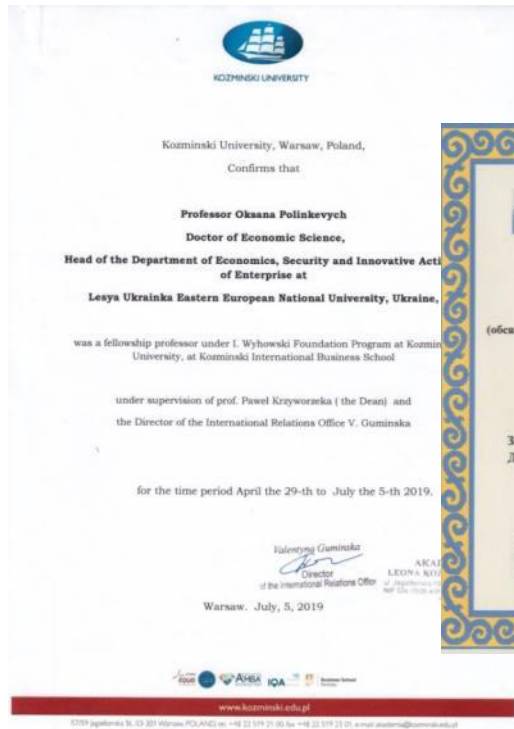 KOZMINSKI UNIVERSITY
Kozminski University, Warsaw, Poland,
Confirms that
Professor Oksana Polinkevych
Doctor of Economic Science,
Head of the Department of Economics, Security and Innovative Acti
of Enterprise at
Lesya Ukrainka Eastern European National University, Ukraine,
was a fellowship professor under I. Wyhowski Foundation Program at Kozmin
University, at Kozminski International Business School
under supervision of prof. Paweł Krzyworzeka ( the Dean) and
the Director of the International Relations Office V. Guminska
for the time period April the 29-th to July the 5-th 2019.
Valentyna Guminska
Director
of the International Relations Office
AKAD
LEONA KO
Warsaw. July, 5, 2019
AMBA
www.kozminski.edu.pl
(обся
З
Д